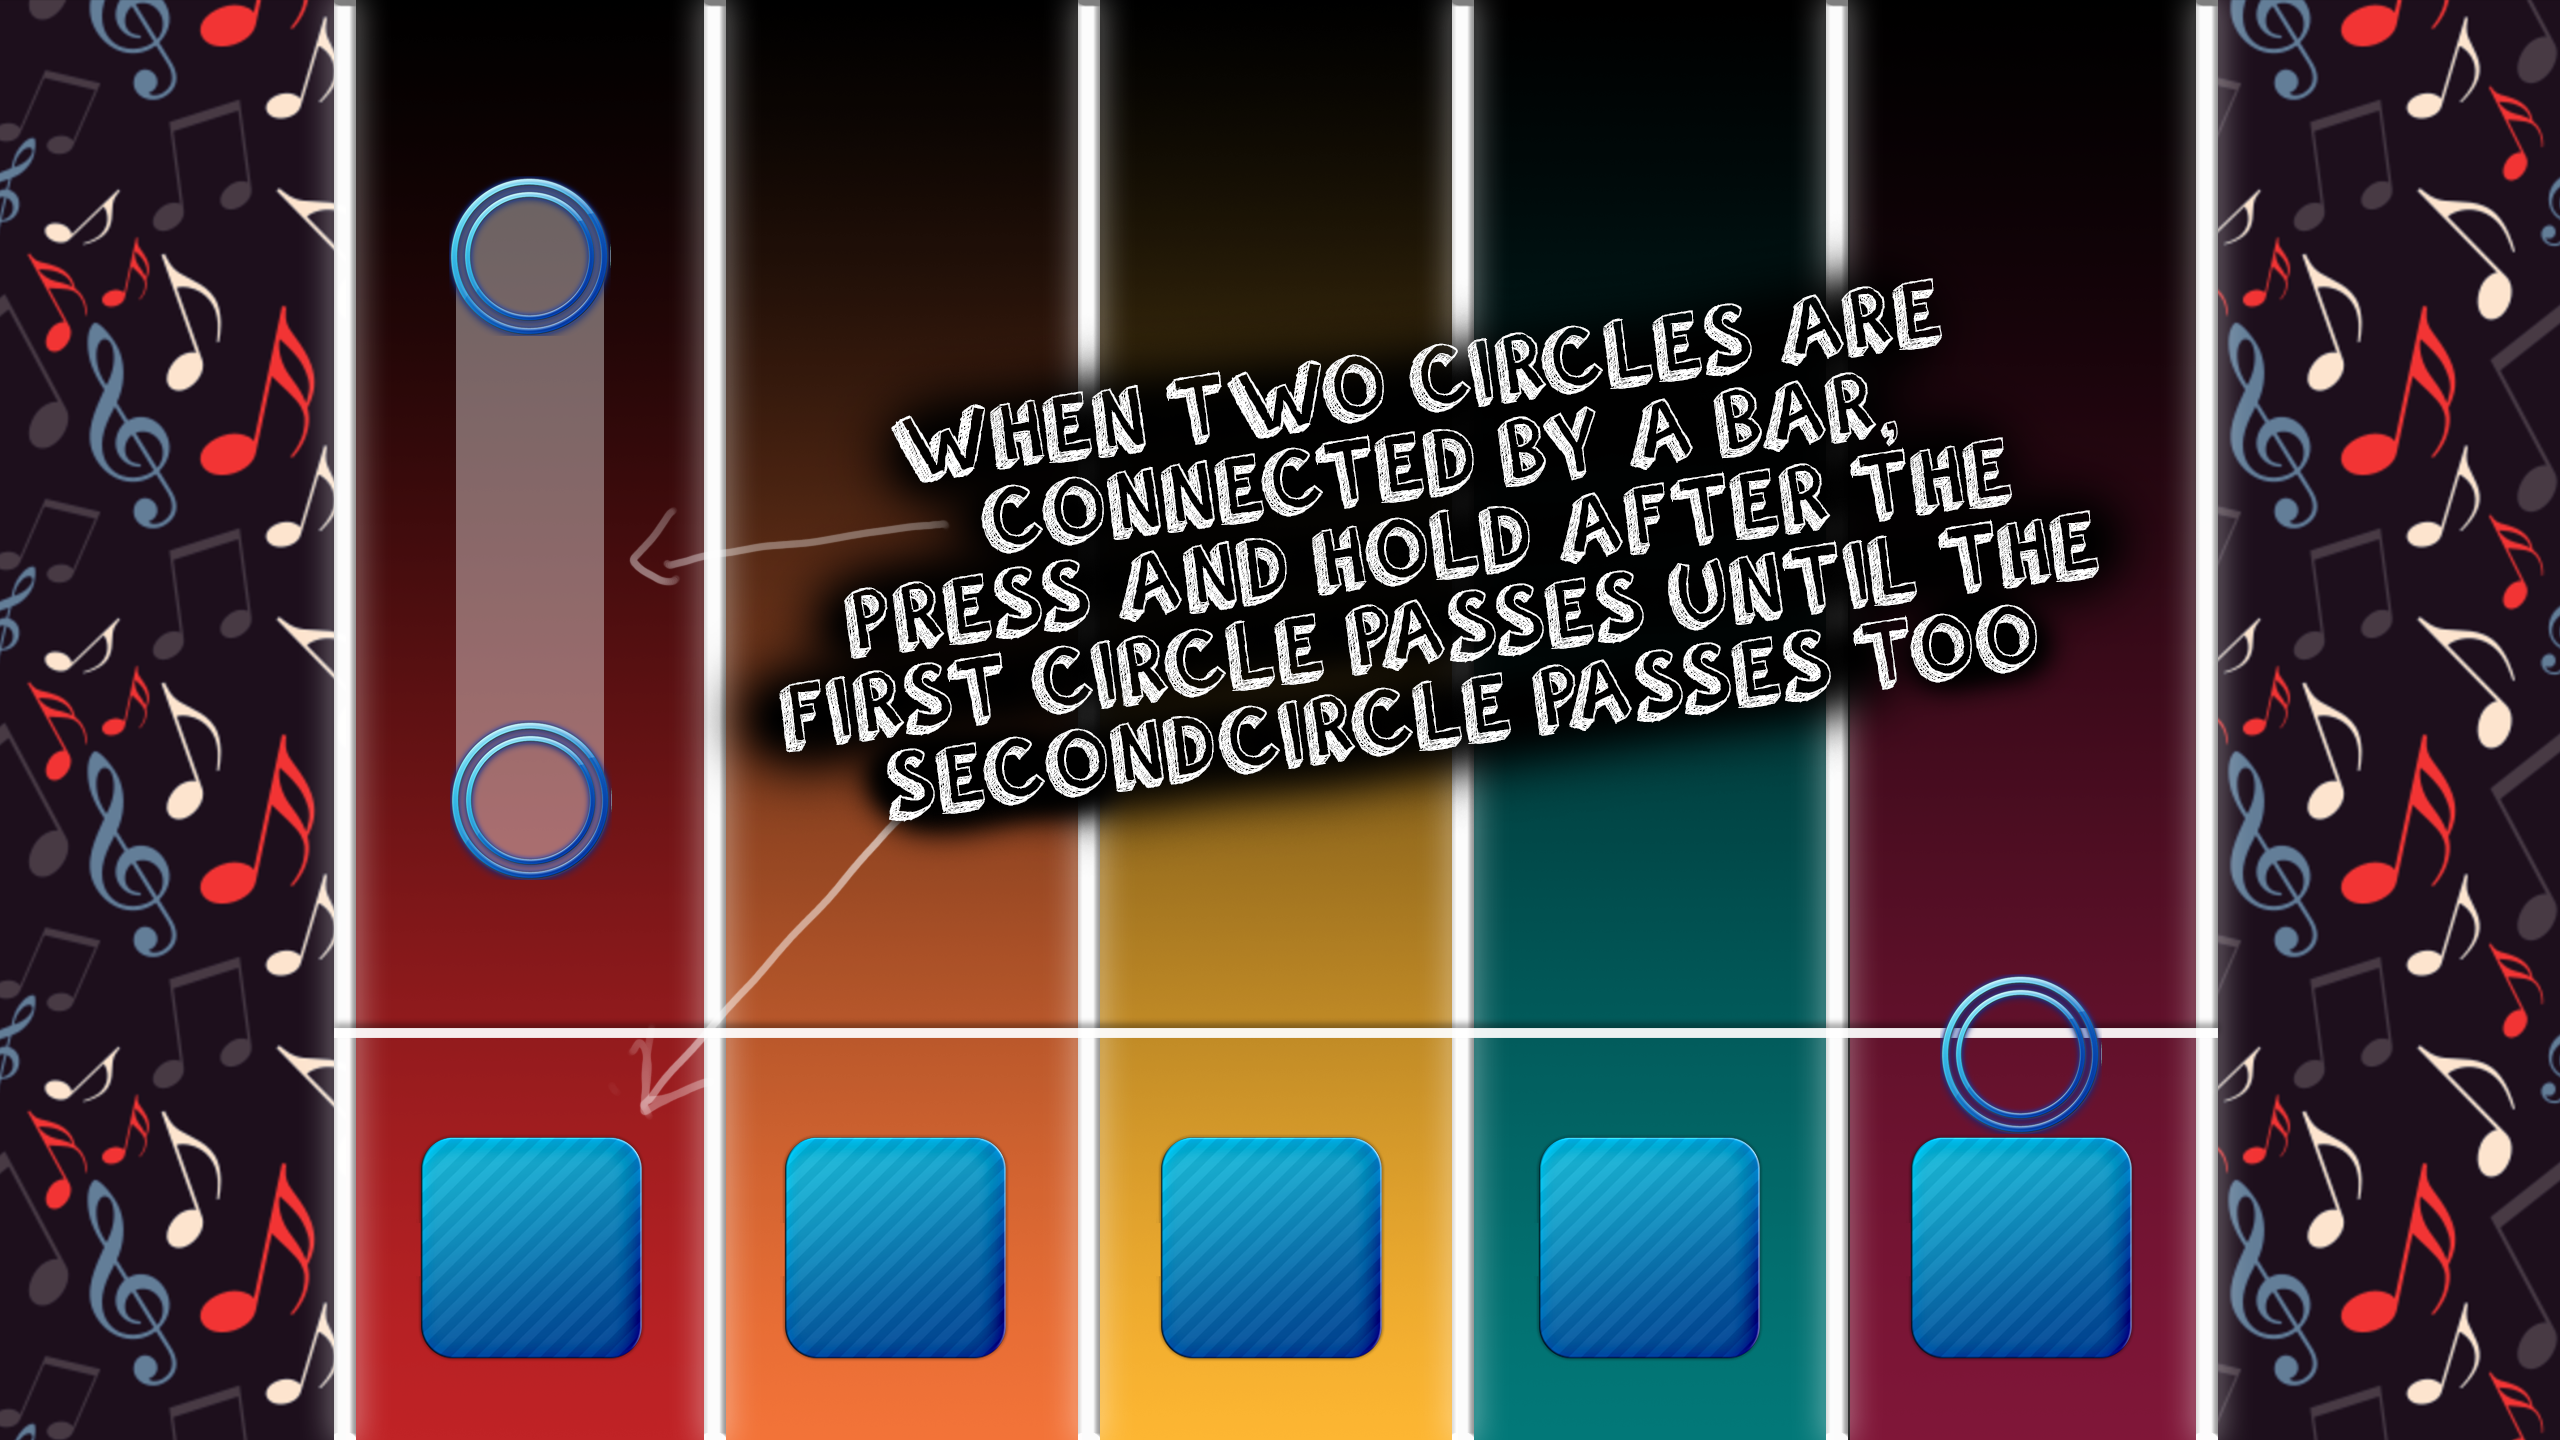 WHEN TWO CIRCLES ARE
CONNECTED BY A BAR,
PRESS AND HOLD AFTER THE
FIRST CIRCLE PASSES UNTIL THE
SECONDCIRCLE PASSES TOO